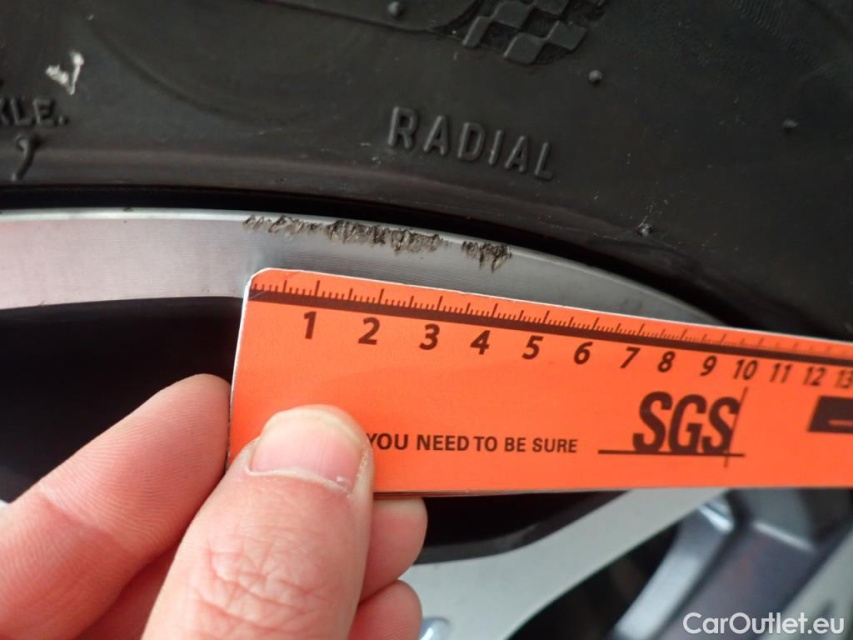 KLE.
RADIAL
1 2 3 4 5 6 7 8 9 10 11 12 13
SGS
YOU NEED TO BE SURE
CarOutlet.eu